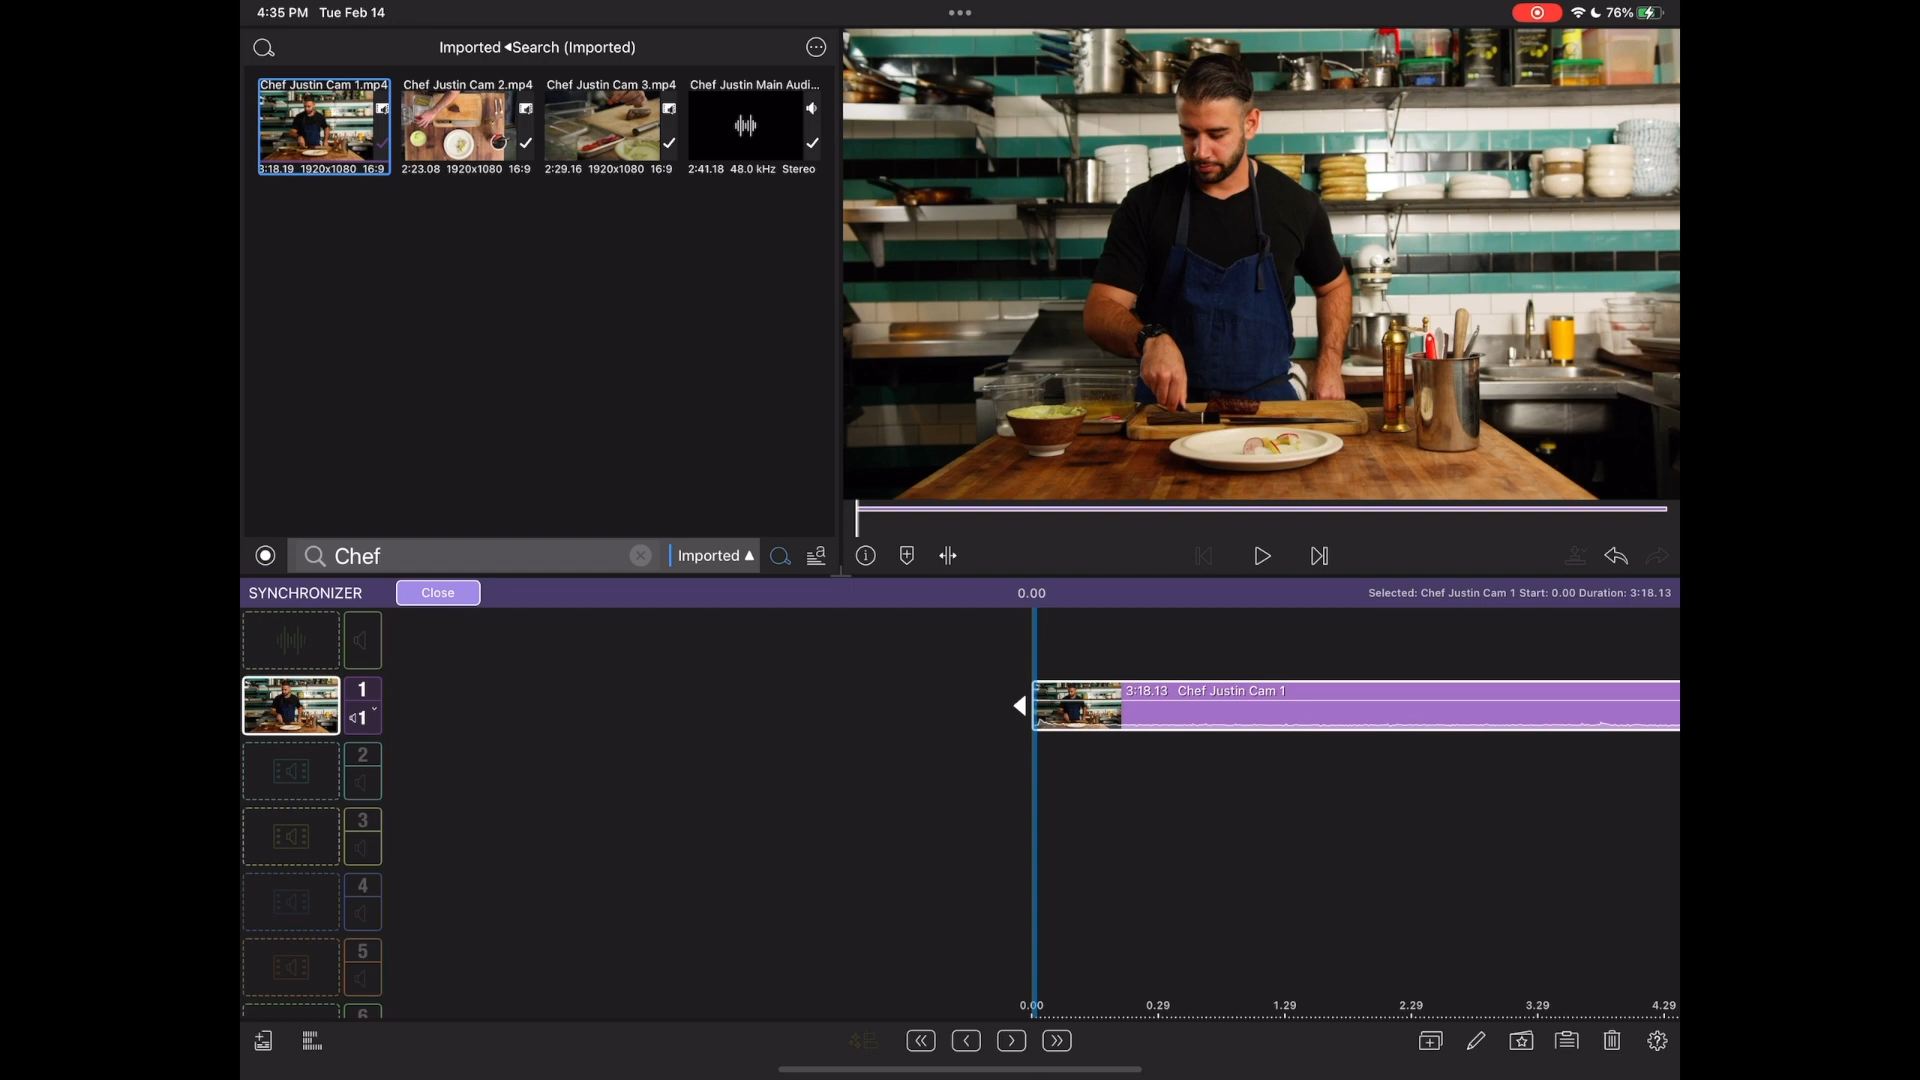 4:35 PM Tue Feb 14
76%
Imported ◂Search (Imported)
Chef Justin Cam 1.mp4
3:18.19 1920x1080 16:9
Chef Justin Cam 2.mp4
2:23.08 1920x1080 16:9
Chef Justin Cam 3.mp4
2:29.16 1920x1080 16:9
Chef Justin Main Audi...
2:41.18 48.0 kHz Stereo
Chef
Imported ▲
SYNCHRONIZER
Close
0.00
Selected: Chef Justin Cam 1 Start: 0.00 Duration: 3:18.13
1
1
3:18.13 Chef Justin Cam 1
2
3
4
5
6
0.00 0.29 1.29 2.29 3.29 4.29